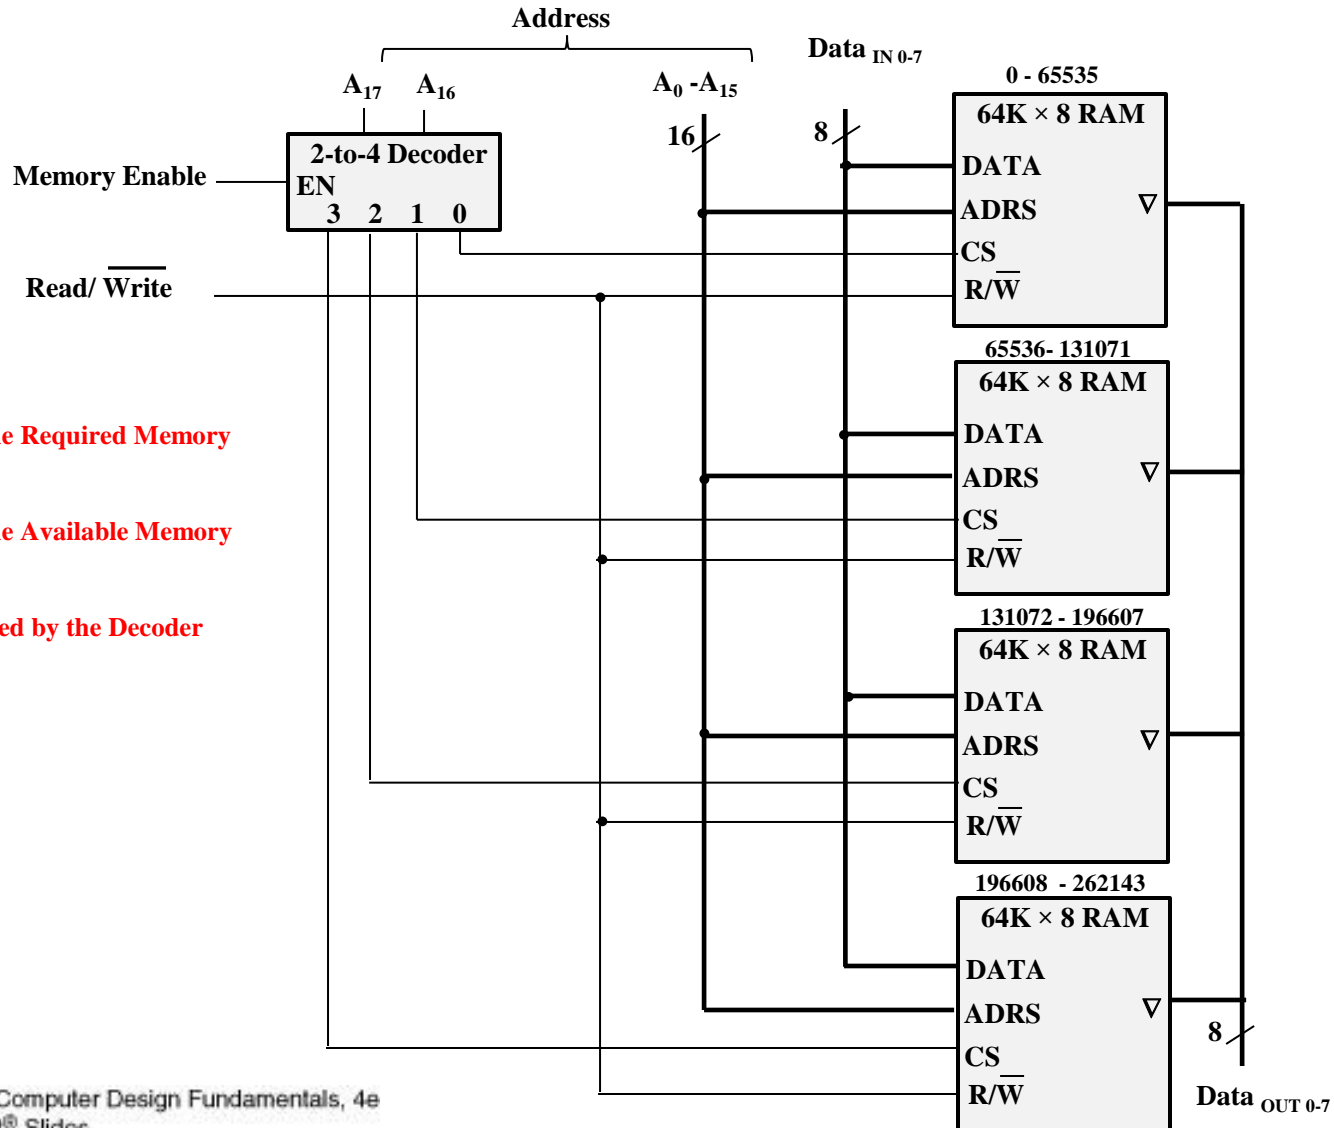 Address
Data IN 0-7
A17 A16 A0 -A15
0 - 65535
64K × 8 RAM
16
8
2-to-4 Decoder
Memory Enable
EN
3 2 1 0
DATA
ADRS
CS
R/W̅
Read/ W̅r̅i̅t̅e̅
65536- 131071
64K × 8 RAM
DATA
ADRS
CS
R/W̅
Required Memory
Available Memory
by the Decoder
131072 - 196607
64K × 8 RAM
DATA
ADRS
CS
R/W̅
196608 - 262143
64K × 8 RAM
DATA
ADRS
CS
R/W̅
8
Data OUT 0-7
Computer Design Fundamentals, 4e
® Slides